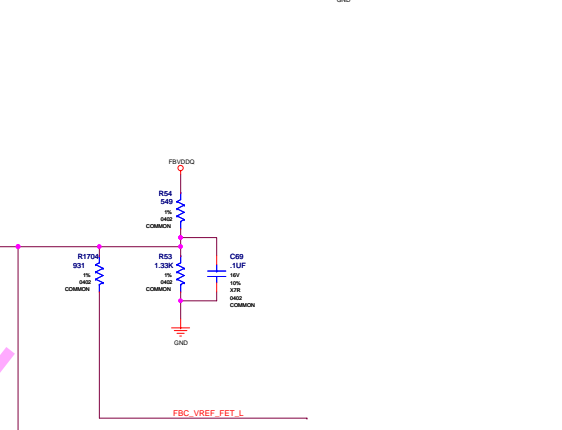 GND
FBVDDQ
R54
549
1%
0402
COMMON
R1704
931
1%
0402
COMMON
R53
1.33K
1%
0402
COMMON
C69
.1UF
16V
10%
X7R
0402
COMMON
GND
FBC_VREF_FET_L